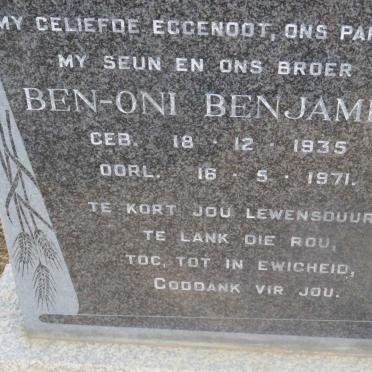 MY GELIEFDE EGGENOOT, ONS PA
MY SEUN EN ONS BROER
BEN-ONI BENJAMI
GEB. 18 · 12 · 1935
OORL. 16 · 5 · 1971.
TE KORT JOU LEWENSDUUR
TE LANK DIE ROU,
TOG, TOT IN EWIGHEID,
GODDANK VIR JOU.